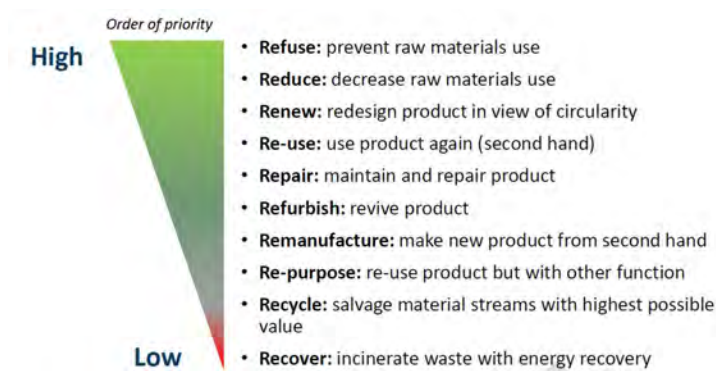 Order of priority
High
• Refuse: prevent raw materials use
• Reduce: decrease raw materials use
• Renew: redesign product in view of circularity
• Re-use: use product again (second hand)
• Repair: maintain and repair product
• Refurbish: revive product
• Remanufacture: make new product from second hand
• Re-purpose: re-use product but with other function
• Recycle: salvage material streams with highest possible
value
Low
• Recover: incinerate waste with energy recovery